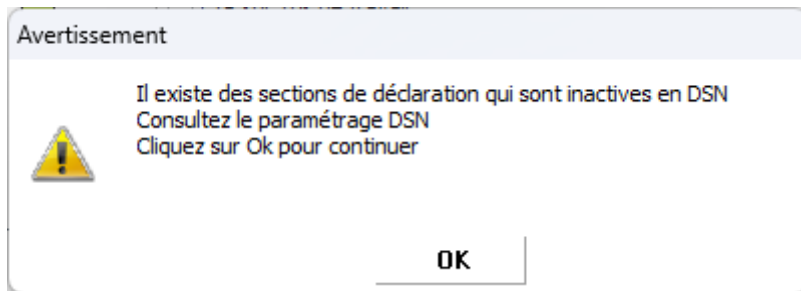 Avertissement
Il existe des sections de déclaration qui sont inactives en DSN
Consultez le paramétrage DSN
Cliquez sur Ok pour continuer
OK